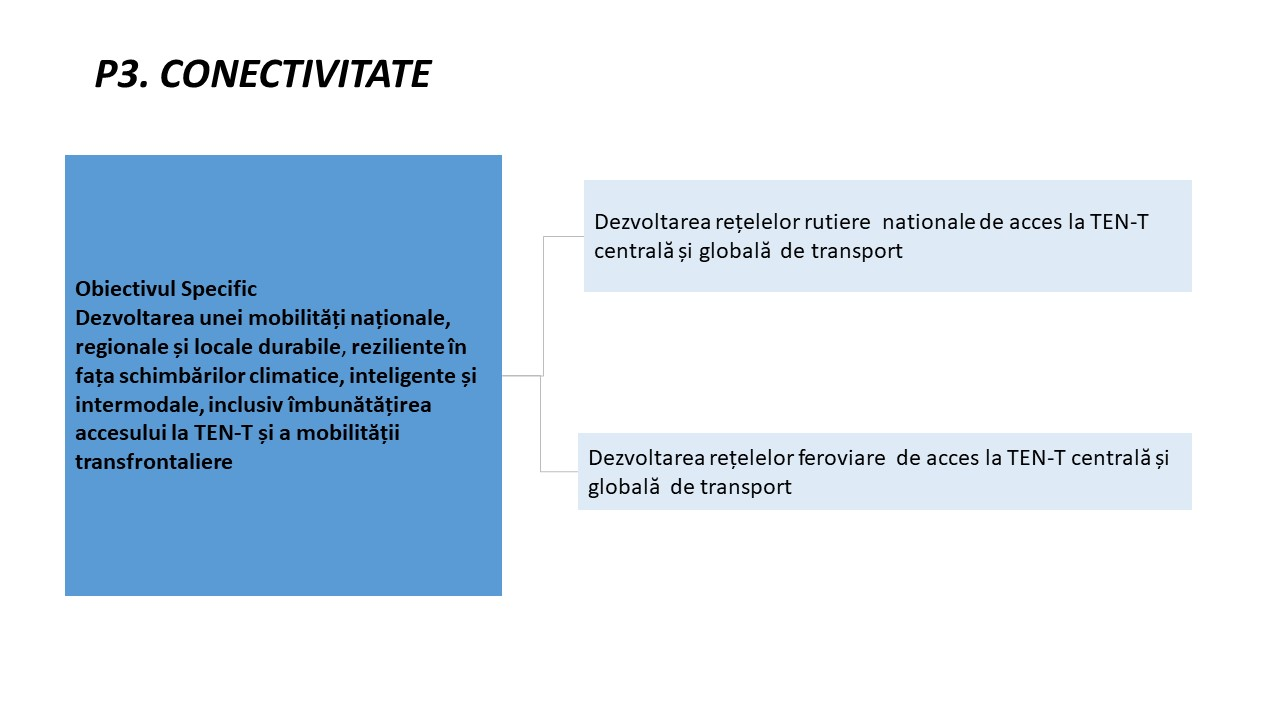 P3. CONECTIVITATE
Obiectivul Specific
Dezvoltarea unei mobilități naționale,
regionale și locale durabile, reziliente în
fața schimbărilor climatice, inteligente și
intermodale, inclusiv îmbunătățirea
accesului la TEN-T și a mobilității
transfrontaliere
Dezvoltarea rețelelor rutiere nationale de acces la TEN-T
centrală și globală de transport
Dezvoltarea rețelelor feroviare de acces la TEN-T centrală și
globală de transport